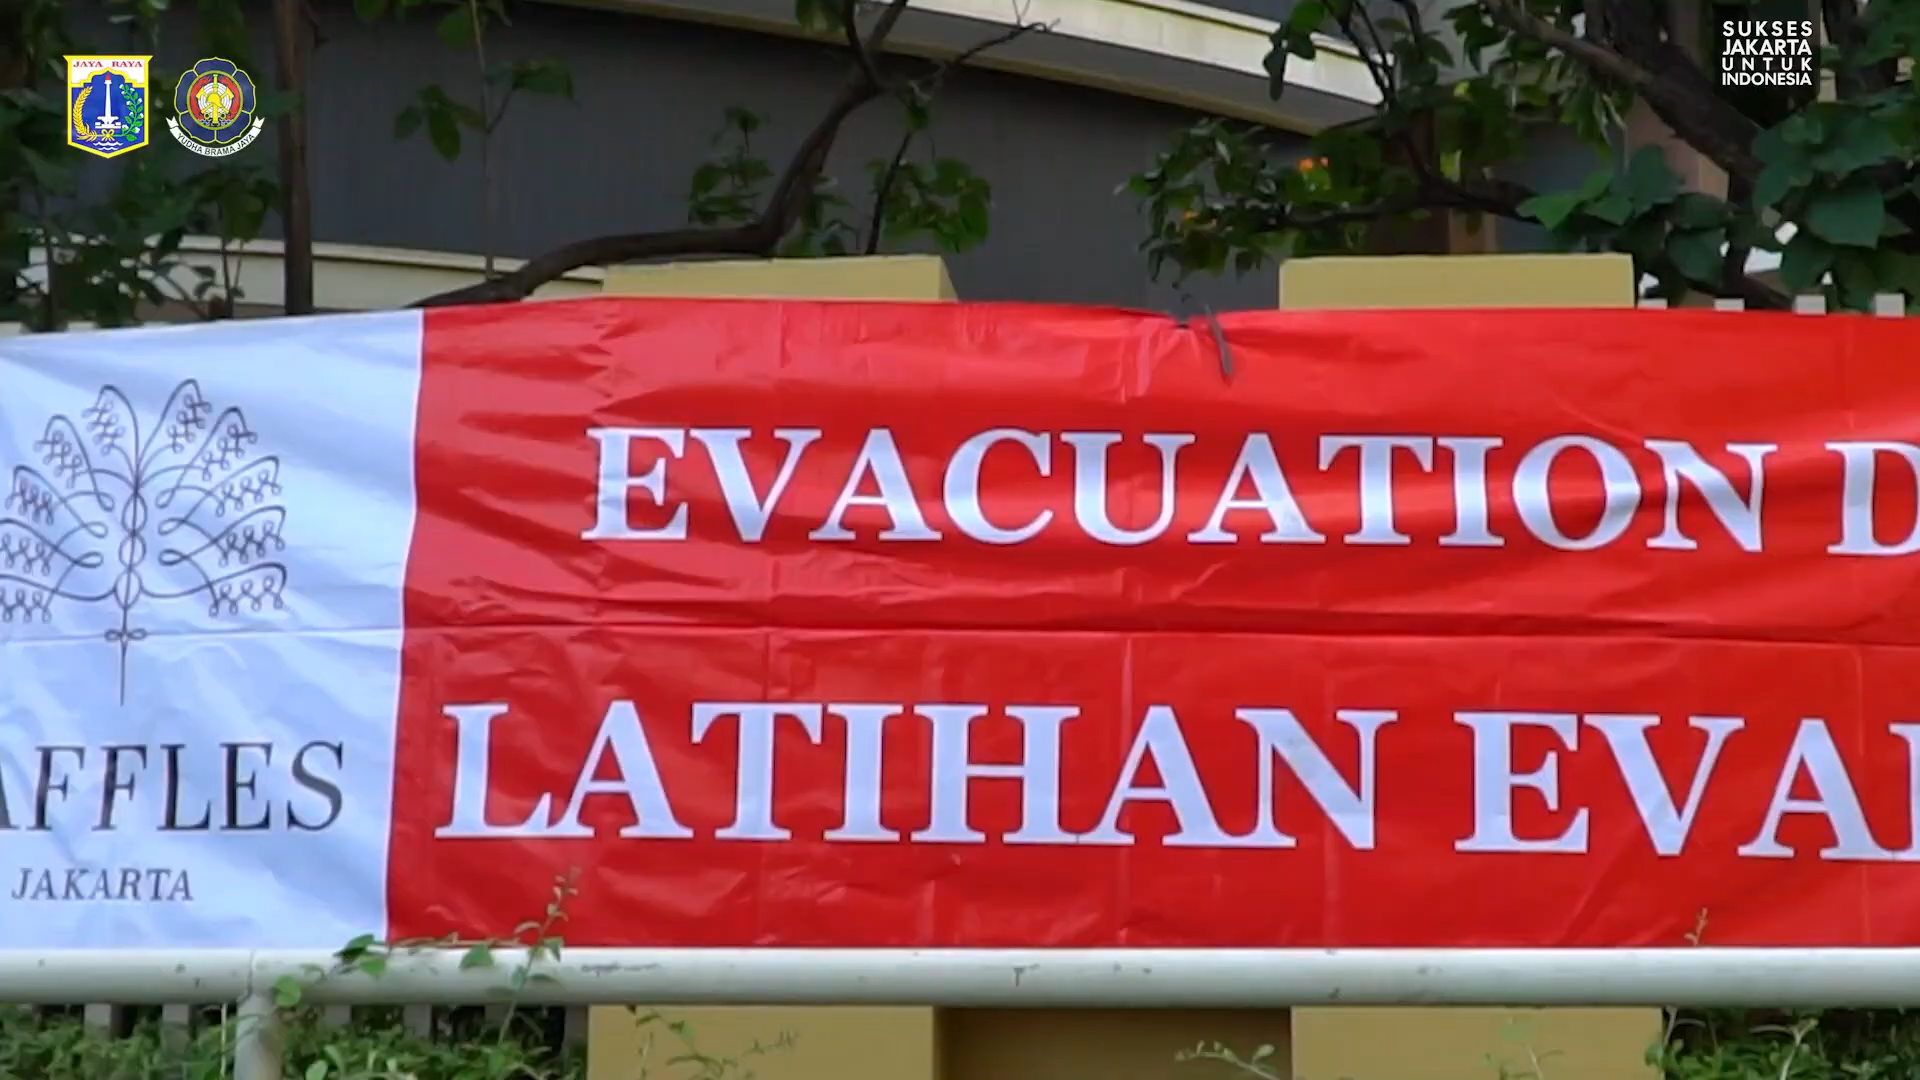 JAYA RAYA
YUDHA BRAMA JAYA
SUKSES
JAKARTA
UNTUK
INDONESIA
EVACUATION D
LATIHAN EVA
AFFLES
JAKARTA